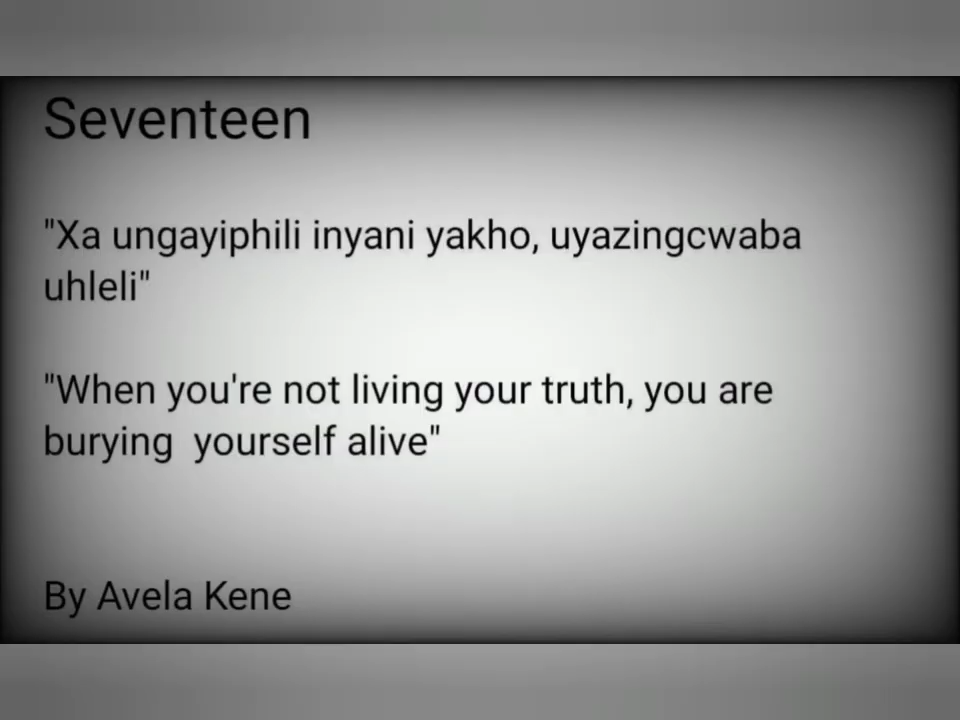 Seventeen
"Xa ungayiphili inyani yakho, uyazingcwaba
uhleli"
"When you're not living your truth, you are
burying  yourself alive"
By Avela Kene